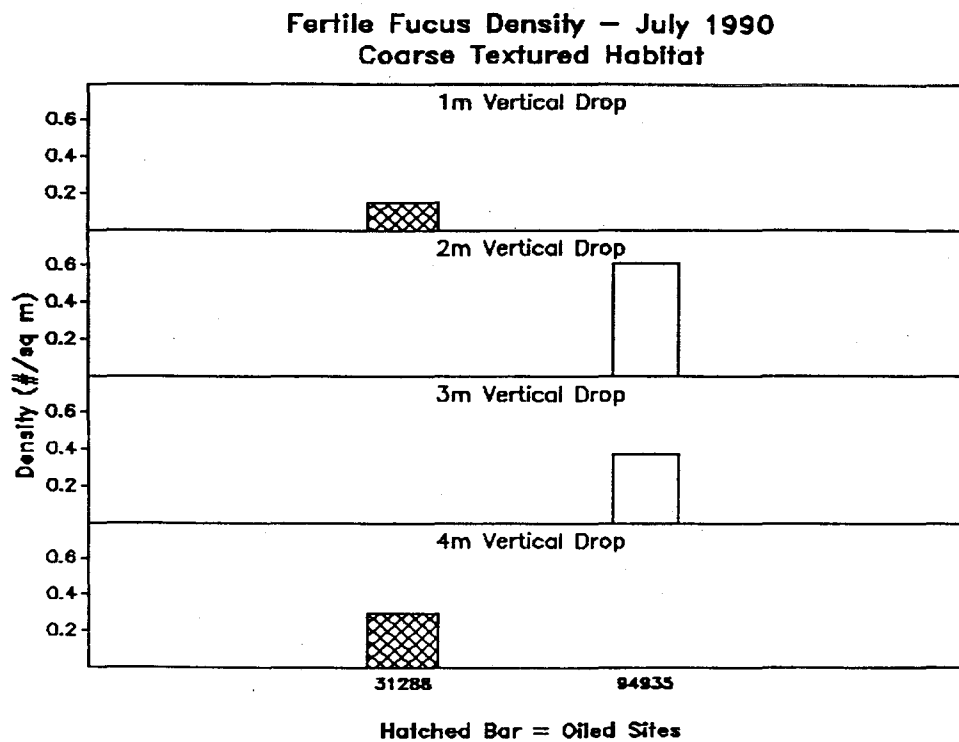 Fertile Fucus Density – July 1990
Coarse Textured Habitat
1m Vertical Drop
0.6
0.4
0.2
2m Vertical Drop
0.6
0.4
0.2
3m Vertical Drop
0.6
0.4
0.2
4m Vertical Drop
0.6
0.4
0.2
Density (#/sq m)
31288 94935
Hatched Bar = Oiled Sites